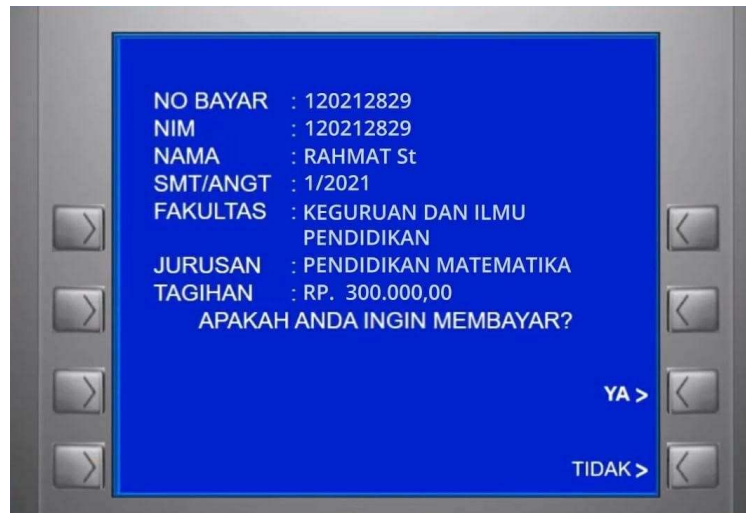 NO BAYAR : 120212829
NIM : 120212829
NAMA : RAHMAT St
SMT/ANGT : 1/2021
FAKULTAS : KEGURUAN DAN ILMU
PENDIDIKAN
JURUSAN : PENDIDIKAN MATEMATIKA
TAGIHAN : RP. 300.000,00
APAKAH ANDA INGIN MEMBAYAR?
YA >
TIDAK >